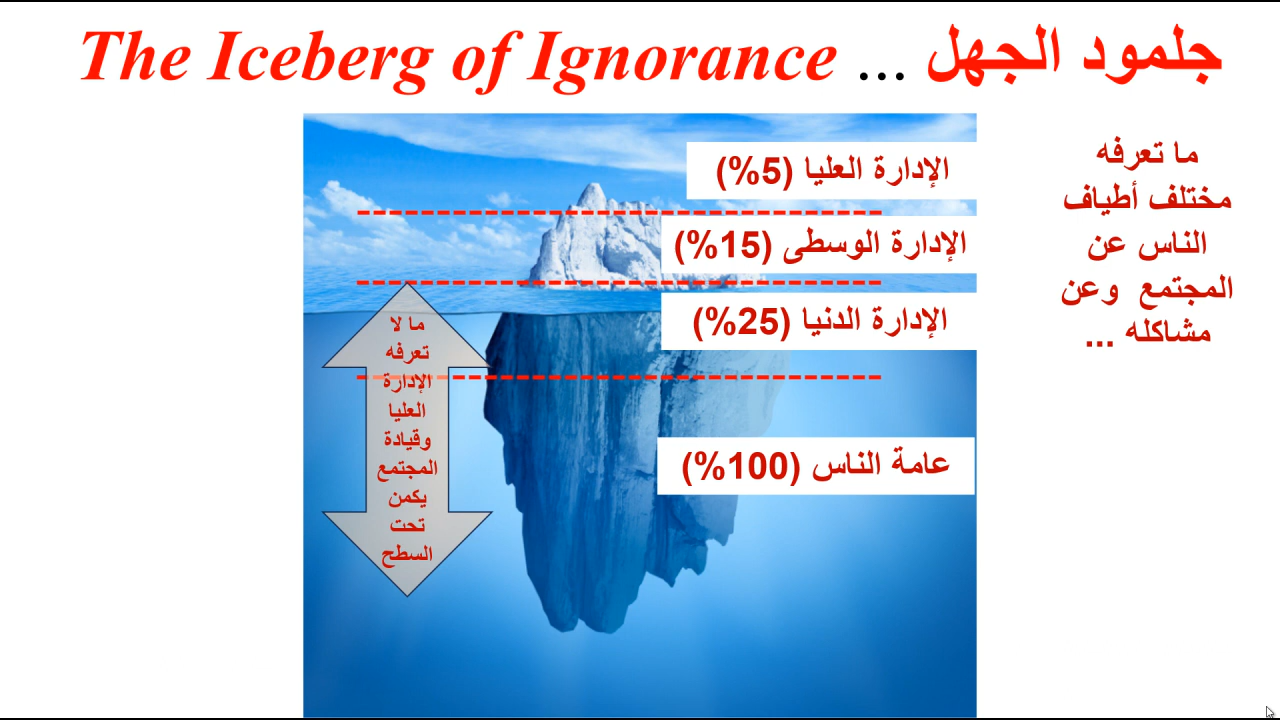 The Iceberg of Ignorance ... جلمود الجهل
ما تعرفه
مختلف أطياف
الناس عن
المجتمع وعن
مشاكله ...
الإدارة العليا (5%)
الإدارة الوسطى (15%)
الإدارة الدنيا (25%)
عامة الناس (100%)
ما لا
تعرفه
الإدارة
العليا
وقيادة
المجتمع
يكمن
تحت
السطح